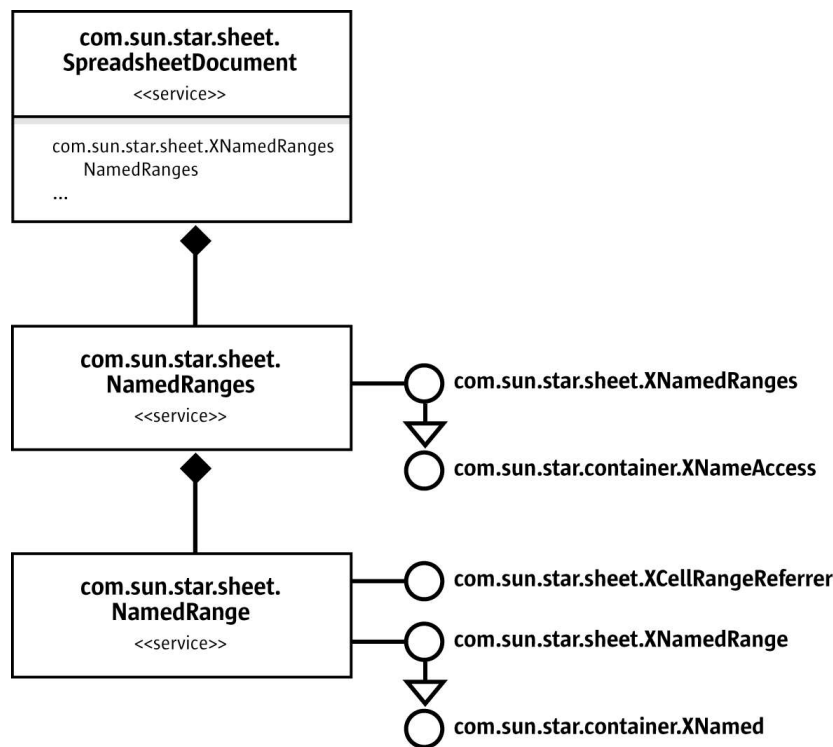 com.sun.star.sheet.
SpreadsheetDocument
<<service>>
com.sun.star.sheet.XNamedRanges
NamedRanges
...
com.sun.star.sheet.
NamedRanges
<<service>>
com.sun.star.sheet.XNamedRanges
com.sun.star.container.XNameAccess
com.sun.star.sheet.
NamedRange
<<service>>
com.sun.star.sheet.XCellRangeReferrer
com.sun.star.sheet.XNamedRange
com.sun.star.container.XNamed